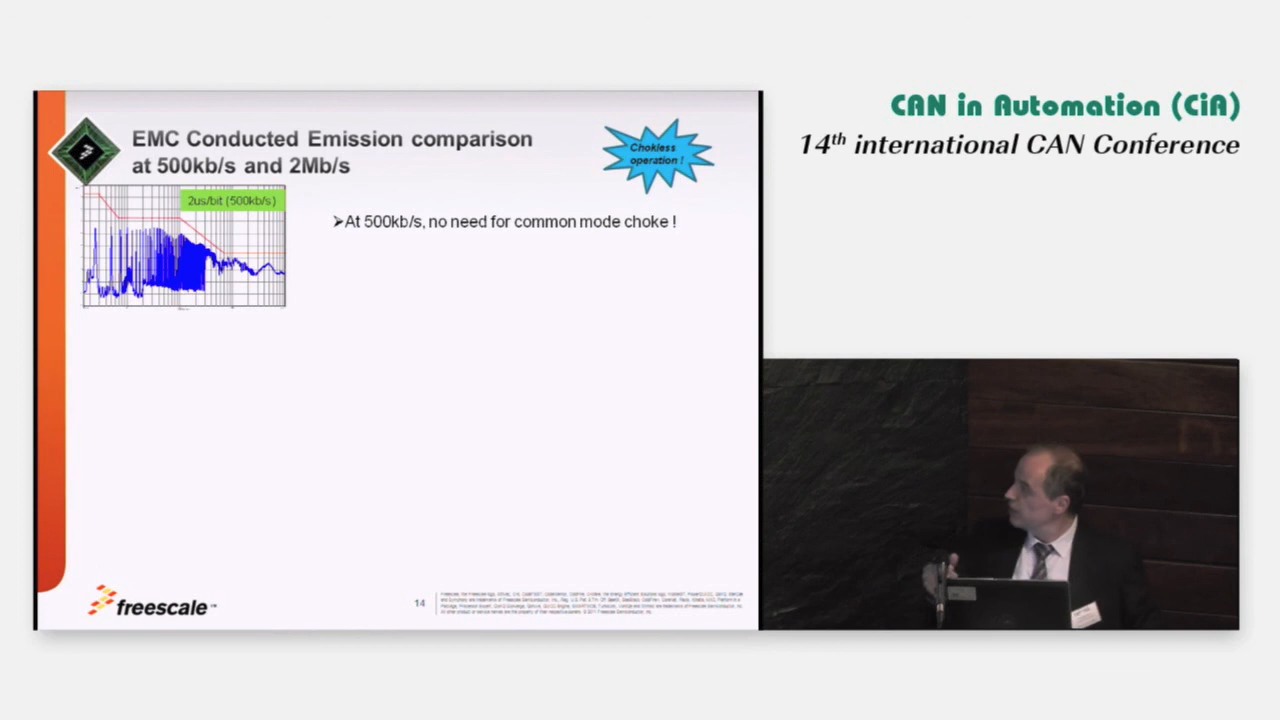 CAN in Automation (CiA)
14th international CAN Conference
EMC Conducted Emission comparison
at 500kb/s and 2Mb/s
Chokless
operation !
2us/bit (500kb/s)
➢At 500kb/s, no need for common mode choke !
freescale™
14